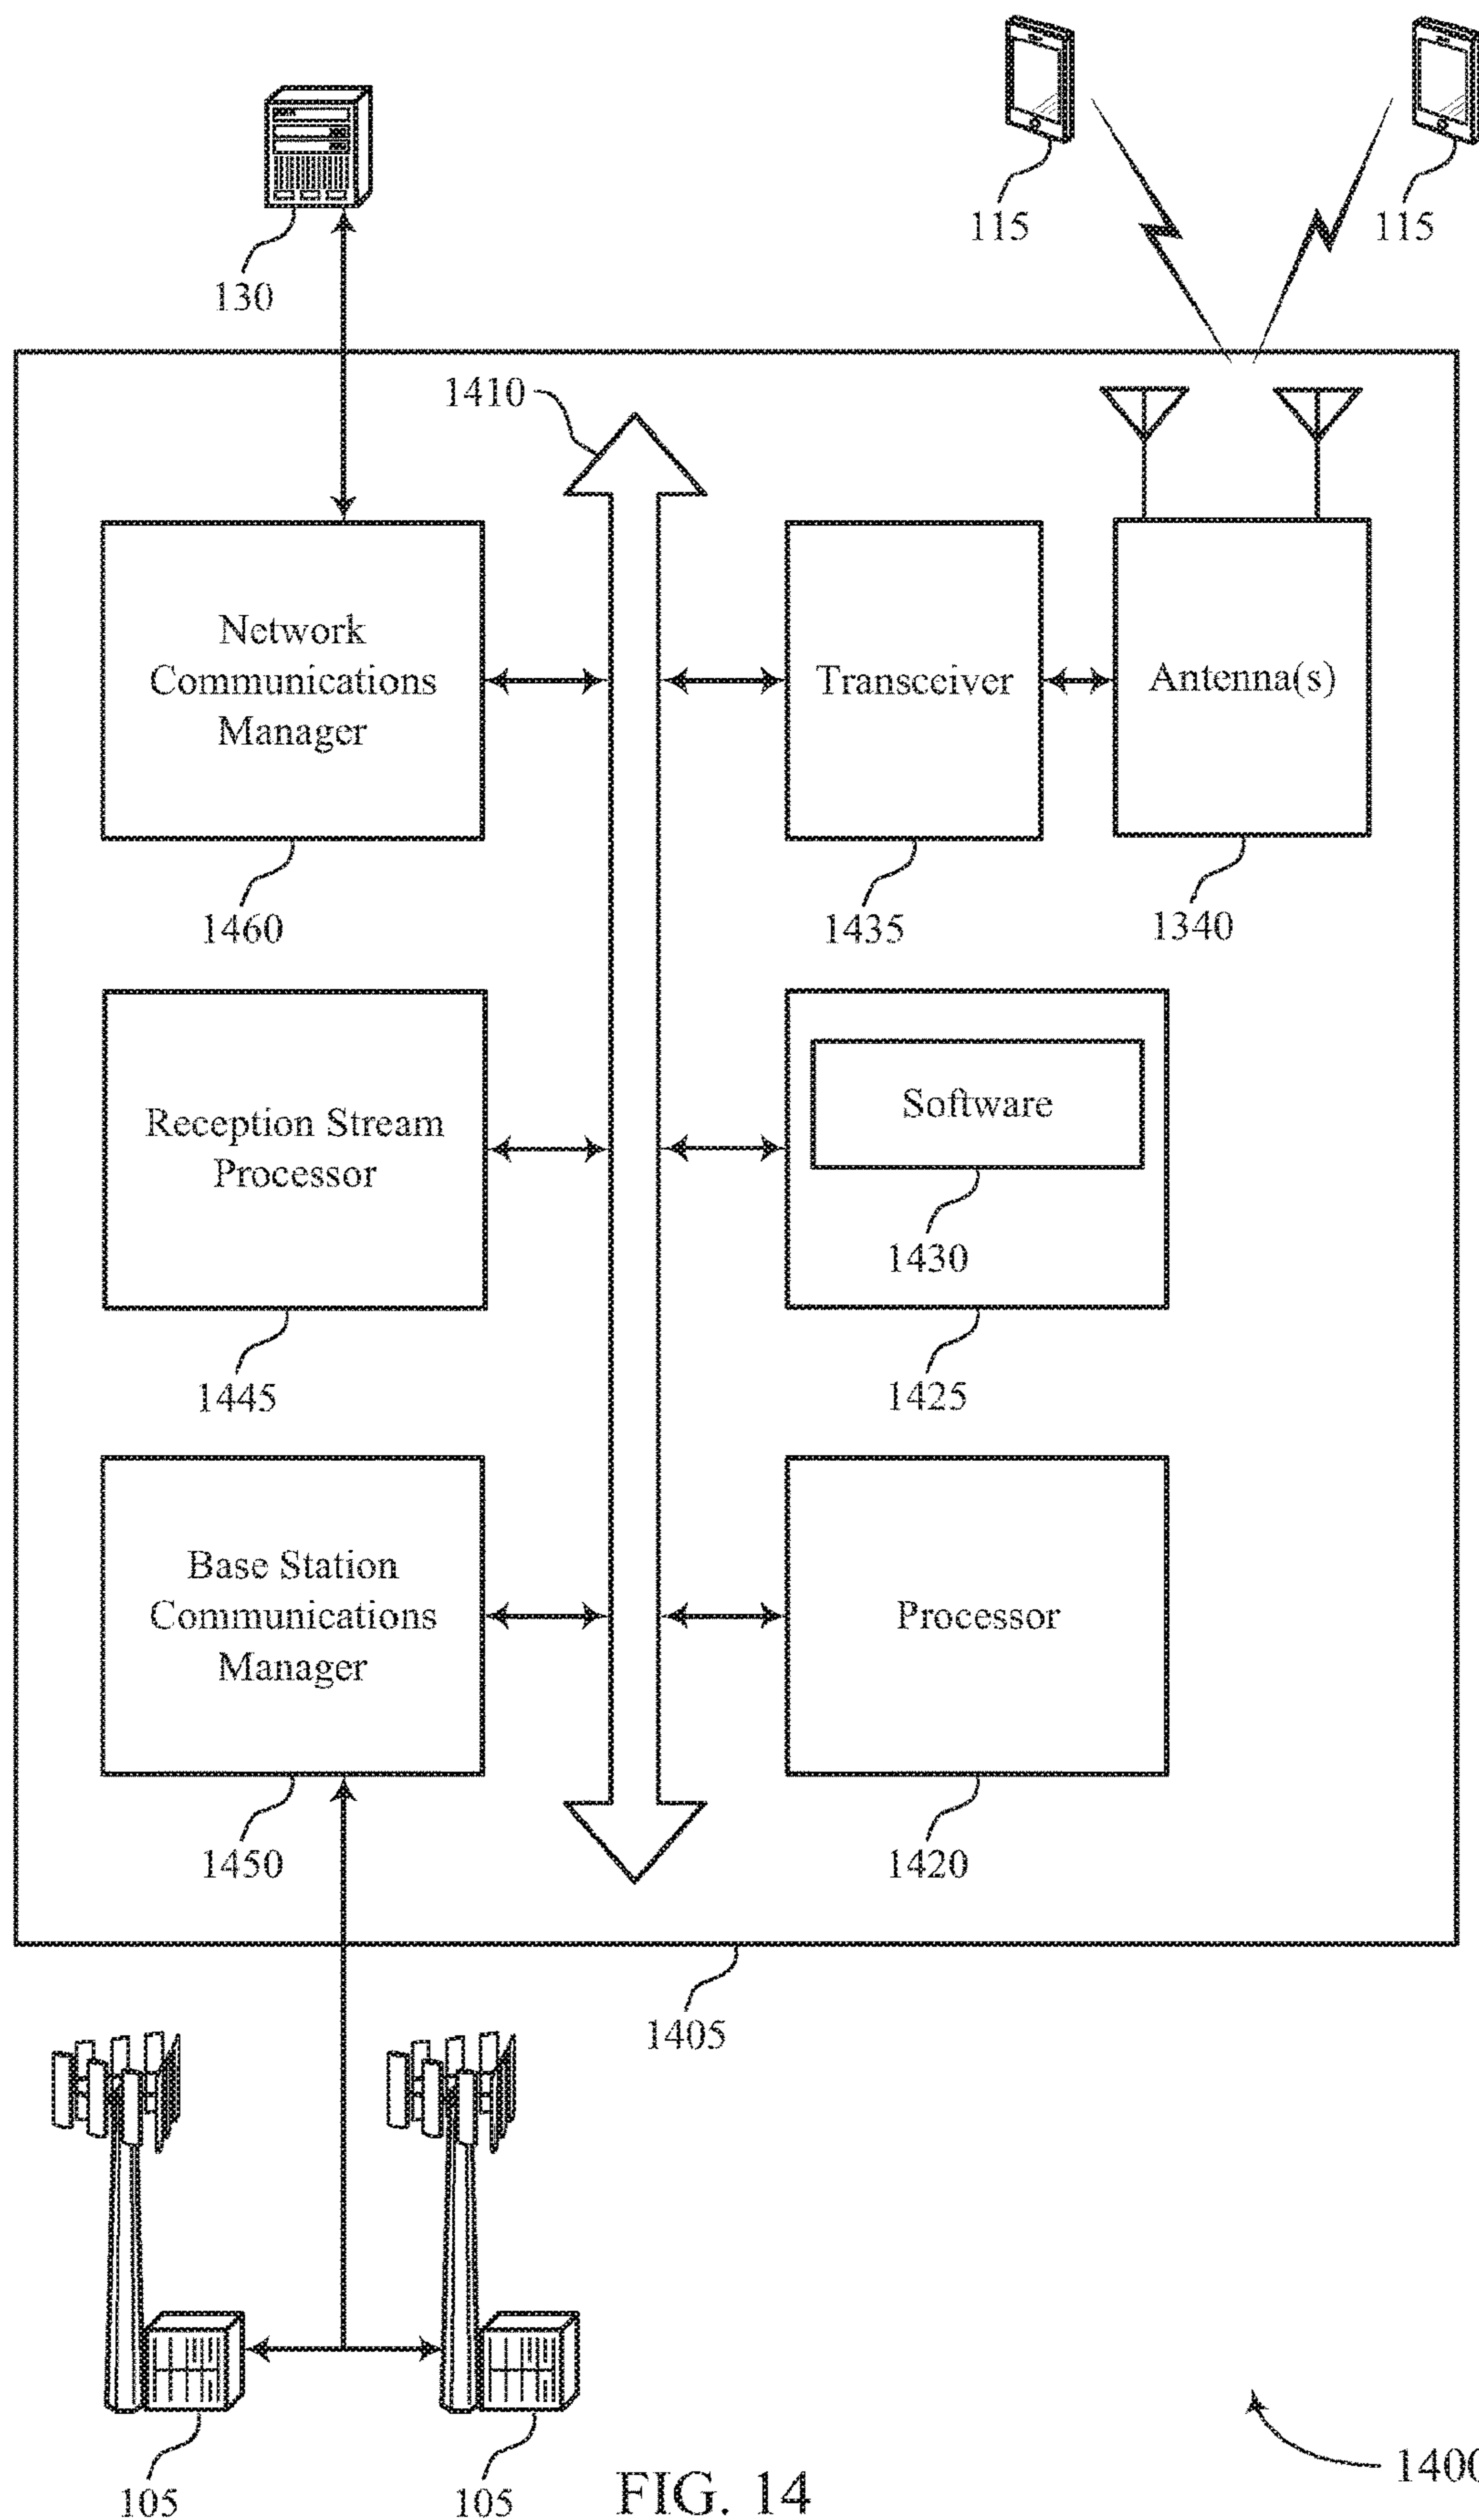 115
115
130
1410
Network
Communications
Manager
Transceiver
Antenna(s)
1460
1435
1340
Reception Stream
Processor
Software
1430
1445
1425
Base Station
Communications
Manager
Processor
1450
1420
1405
105
105
FIG. 14
1400